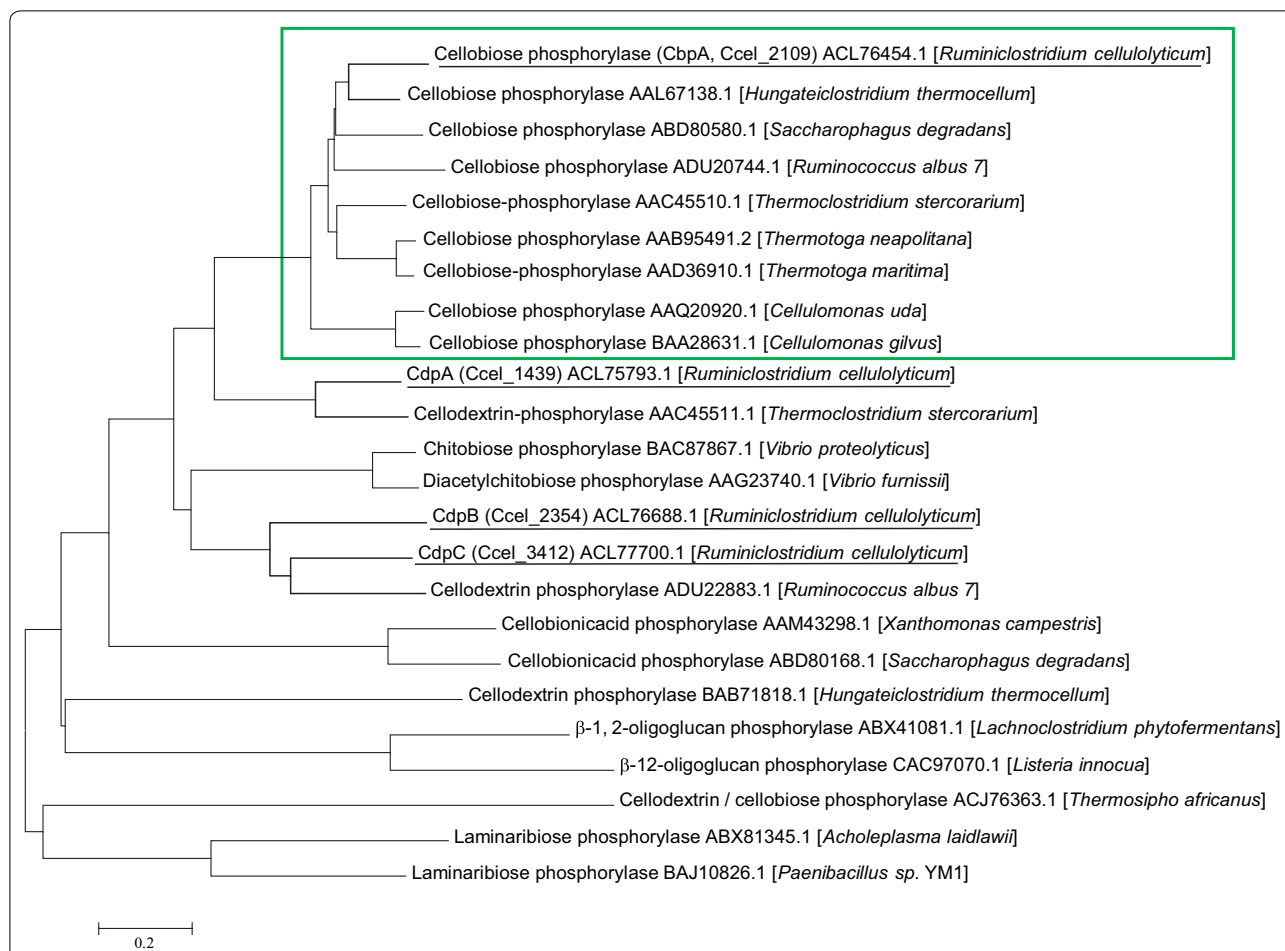 Cellobiose phosphorylase (CbpA, Ccel_2109) ACL76454.1 [Ruminiclostridium cellulolyticum]
Cellobiose phosphorylase AAL67138.1 [Hungateiclostridium thermocellum]
Cellobiose phosphorylase ABD80580.1 [Saccharophagus degradans]
Cellobiose phosphorylase ADU20744.1 [Ruminococcus albus 7]
Cellobiose-phosphorylase AAC45510.1 [Thermoclostridium stercorarium]
Cellobiose phosphorylase AAB95491.2 [Thermotoga neapolitana]
Cellobiose-phosphorylase AAD36910.1 [Thermotoga maritima]
Cellobiose phosphorylase AAQ20920.1 [Cellulomonas uda]
Cellobiose phosphorylase BAA28631.1 [Cellulomonas gilvus]
CdpA (Ccel_1439) ACL75793.1 [Ruminiclostridium cellulolyticum]
Cellodextrin-phosphorylase AAC45511.1 [Thermoclostridium stercorarium]
Chitobiose phosphorylase BAC87867.1 [Vibrio proteolyticus]
Diacetylchitobiose phosphorylase AAG23740.1 [Vibrio furnissii]
CdpB (Ccel_2354) ACL76688.1 [Ruminiclostridium cellulolyticum]
CdpC (Ccel_3412) ACL77700.1 [Ruminiclostridium cellulolyticum]
Cellodextrin phosphorylase ADU22883.1 [Ruminococcus albus 7]
Cellobionicacid phosphorylase AAM43298.1 [Xanthomonas campestris]
Cellobionicacid phosphorylase ABD80168.1 [Saccharophagus degradans]
Cellodextrin phosphorylase BAB71818.1 [Hungateiclostridium thermocellum]
β-1, 2-oligoglucan phosphorylase ABX41081.1 [Lachnoclostridium phytofermentans]
β-12-oligoglucan phosphorylase CAC97070.1 [Listeria innocua]
Cellodextrin / cellobiose phosphorylase ACJ76363.1 [Thermosipho africanus]
Laminaribiose phosphorylase ABX81345.1 [Acholeplasma laidlawii]
Laminaribiose phosphorylase BAJ10826.1 [Paenibacillus sp. YM1]
0.2